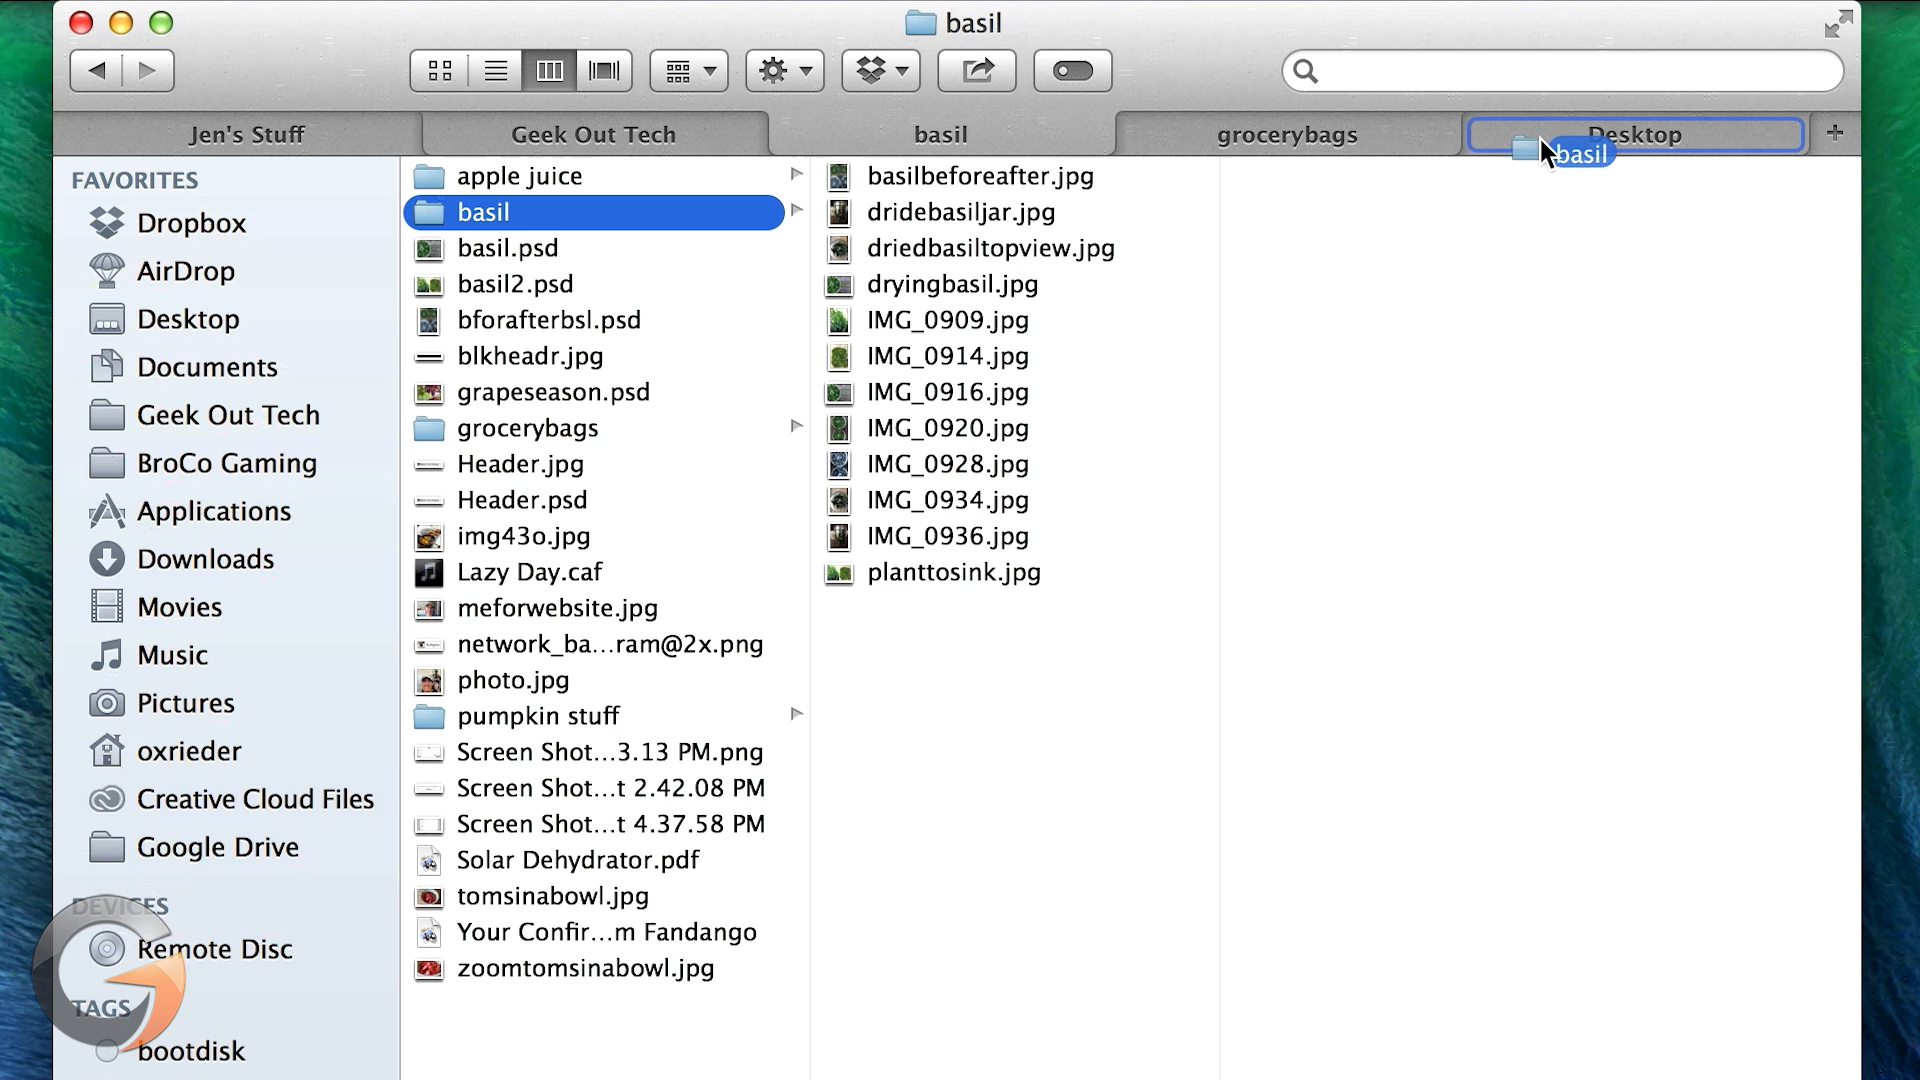 basil
Jen's Stuff
Geek Out Tech
basil
grocerybags
Desktop
basil
FAVORITES
Dropbox
AirDrop
Desktop
Documents
Geek Out Tech
BroCo Gaming
Applications
Downloads
Movies
Music
Pictures
oxrieder
Creative Cloud Files
Google Drive
DEVICES
Remote Disc
TAGS
bootdisk
apple juice
basil
basil.psd
basil2.psd
bforafterbsl.psd
blkheadr.jpg
grapeseason.psd
grocerybags
Header.jpg
Header.psd
img43o.jpg
Lazy Day.caf
meforwebsite.jpg
network_ba...ram@2x.png
photo.jpg
pumpkin stuff
Screen Shot...3.13 PM.png
Screen Shot...t 2.42.08 PM
Screen Shot...t 4.37.58 PM
Solar Dehydrator.pdf
tomsinabowl.jpg
Your Confir...m Fandango
zoomtomsinabowl.jpg
basilbeforeafter.jpg
dridebasiljar.jpg
driedbasiltopview.jpg
dryingbasil.jpg
IMG_0909.jpg
IMG_0914.jpg
IMG_0916.jpg
IMG_0920.jpg
IMG_0928.jpg
IMG_0934.jpg
IMG_0936.jpg
planttosink.jpg